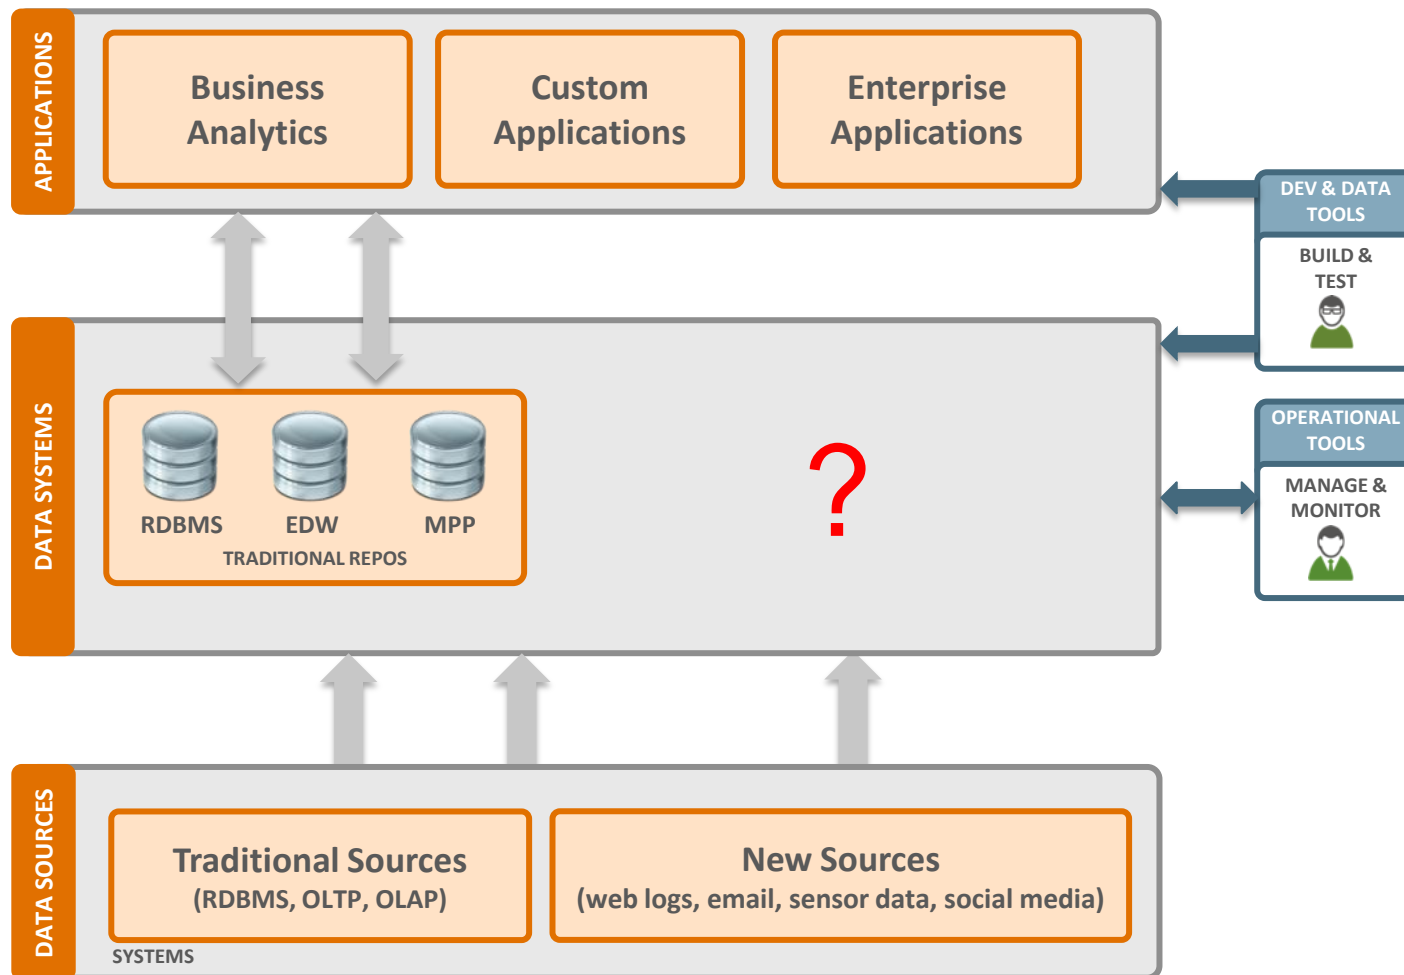 APPLICATIONS
Business
Analytics
Custom
Applications
Enterprise
Applications
DEV & DATA
TOOLS
BUILD &
TEST
DATA SYSTEMS
RDBMS
EDW
MPP
TRADITIONAL REPOS
?
OPERATIONAL
TOOLS
MANAGE &
MONITOR
DATA SOURCES
Traditional Sources
(RDBMS, OLTP, OLAP)
New Sources
(web logs, email, sensor data, social media)
SYSTEMS